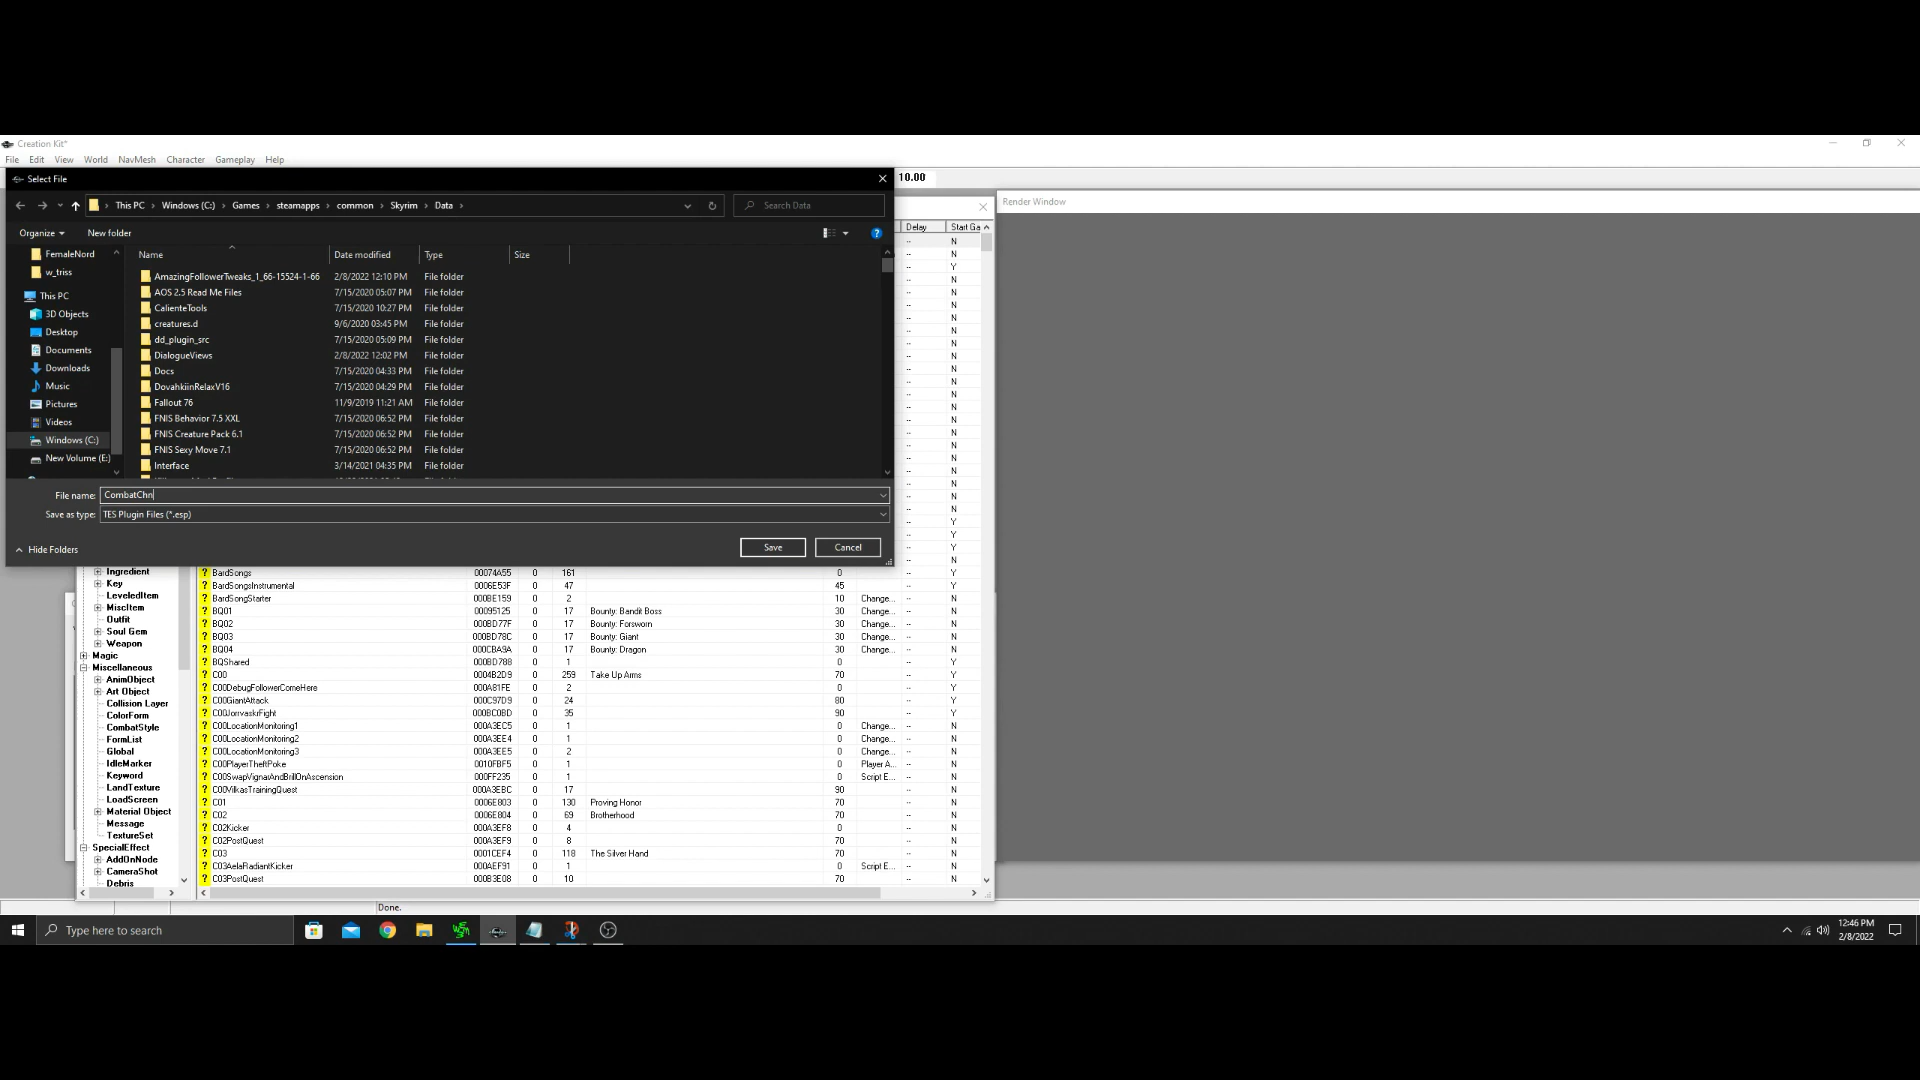 Creation Kit*
File Edit View World NavMesh Character Gameplay Help
Select File
10.00
This PC Windows (C:) Games steamapps common Skyrim Data
Search Data
Render Window
Organize New folder
Delay Start Ga
Name Date modified Type Size
FemaleNord
w_triss
This PC
3D Objects
Desktop
Documents
Downloads
Music
Pictures
Videos
Windows (C:)
New Volume (E:)
AmazingFollowerTweaks_1_66-15524-1-66 2/8/2022 12:10 PM File folder
AOS 2.5 Read Me Files 7/15/2020 05:07 PM File folder
CalienteTools 7/15/2020 10:27 PM File folder
creatures.d 9/6/2020 03:45 PM File folder
dd_plugin_src 7/15/2020 05:09 PM File folder
DialogueViews 2/8/2022 12:02 PM File folder
Docs 7/15/2020 04:33 PM File folder
DovahkiinRelaxV16 7/15/2020 04:29 PM File folder
Fallout 76 11/9/2019 11:21 AM File folder
FNIS Behavior 7.5 XXL 7/15/2020 06:52 PM File folder
FNIS Creature Pack 6.1 7/15/2020 06:52 PM File folder
FNIS Sexy Move 7.1 7/15/2020 06:52 PM File folder
Interface 3/14/2021 04:35 PM File folder
File name: CombatChn
Save as type: TES Plugin Files (*.esp)
Hide Folders
Save Cancel
Ingredient
Key
LeveledItem
MiscItem
Outfit
Soul Gem
Weapon
Magic
Miscellaneous
AnimObject
Art Object
Collision Layer
ColorForm
CombatStyle
FormList
Global
IdleMarker
Keyword
LandTexture
LoadScreen
Material Object
Message
TextureSet
SpecialEffect
AddOnNode
CameraShot
Debris
BardSongs 00074A55 0 161 0 -- Y
BardSongsInstrumental 0006E53F 0 47 45 -- Y
BardSongStarter 000BE159 0 2 10 Change... -- N
BQ01 00095125 0 17 Bounty: Bandit Boss 30 Change... -- N
BQ02 000BD77F 0 17 Bounty: Forsworn 30 Change... -- N
BQ03 000BD78C 0 17 Bounty: Giant 30 Change... -- N
BQ04 000CBA9A 0 17 Bounty: Dragon 30 Change... -- N
BQShared 000BD788 0 1 0 -- Y
C00 0004B2D9 0 259 Take Up Arms 70 -- Y
C00DebugFollowerComeHere 000A81FE 0 2 0 -- Y
C00GiantAttack 000C97D9 0 24 80 -- Y
C00JorrvaskrFight 000BC0BD 0 35 90 -- Y
C00LocationMonitoring1 000A3EC5 0 1 0 Change... -- N
C00LocationMonitoring2 000A3EE4 0 1 0 Change... -- N
C00LocationMonitoring3 000A3EE5 0 2 0 Change... -- N
C00PlayerTheftPoke 0010FBF5 0 1 0 Player A... -- N
C00SwapVignarAndBrillOnAscension 000FF235 0 1 0 Script E... -- N
C00VilkasTrainingQuest 000A3EBC 0 17 90 -- N
C01 0006E803 0 130 Proving Honor 70 -- N
C02 0006E804 0 69 Brotherhood 70 -- N
C02Kicker 000A3EF8 0 4 0 -- N
C02PostQuest 000A3EF9 0 8 70 -- N
C03 0001CEF4 0 118 The Silver Hand 70 -- N
C03AelaRadiantKicker 000AEF91 0 1 0 Script E... -- N
C03PostQuest 000B3E08 0 10 70 -- N
Done.
Type here to search
12:46 PM
2/8/2022